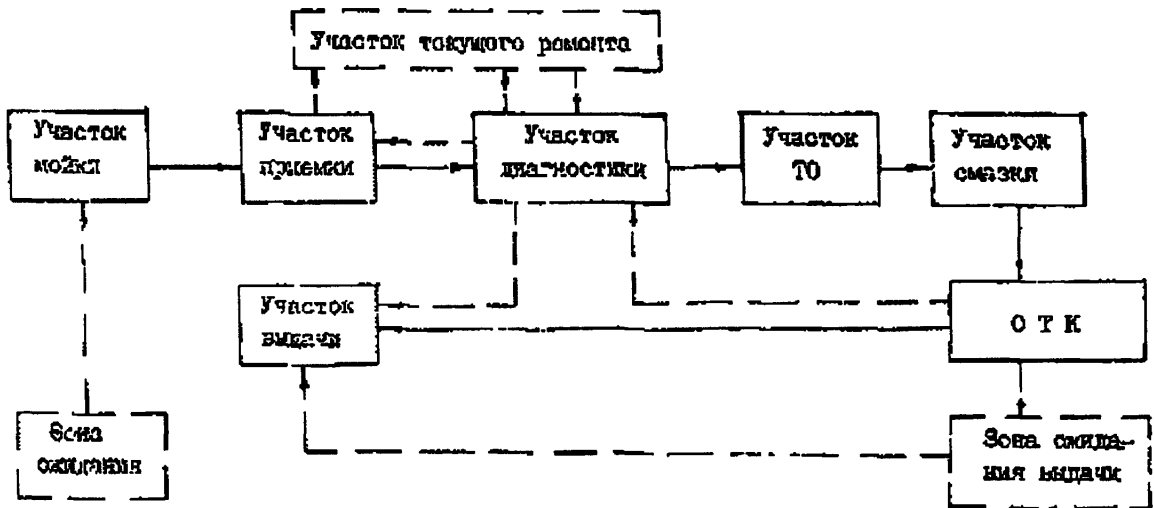 Участок текущего ремонта
Участок
мойки
Участок
приемки
Участок
диагностики
Участок
ТО
Участок
смазки
Участок
выдачи
О Т К
Зона
ожидания
Зона ожида-
ния выдачи